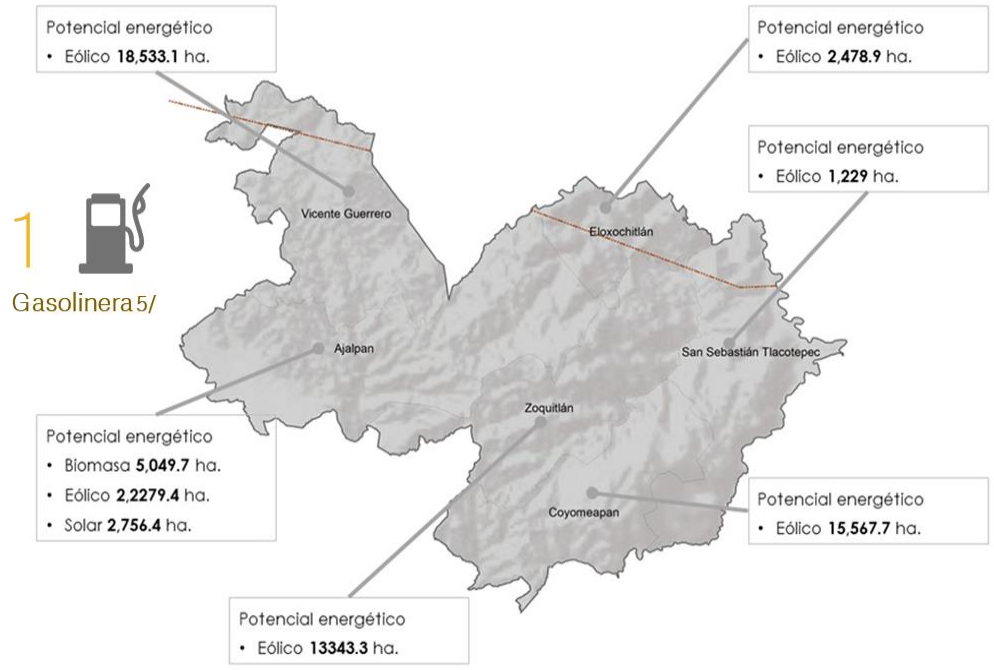 Potencial energético
• Eólico 18,533.1 ha.
Potencial energético
• Eólico 2,478.9 ha.
Potencial energético
• Eólico 1,229 ha.
Vicente Guerrero
Eloxochitlán
1
Gasolinera 5/
Ajalpan
San Sebastián Tlacotepec
Zoquitlán
Potencial energético
• Biomasa 5,049.7 ha.
• Eólico 2,2279.4 ha.
• Solar 2,756.4 ha.
Coyomeapan
Potencial energético
• Eólico 15,567.7 ha.
Potencial energético
• Eólico 13343.3 ha.